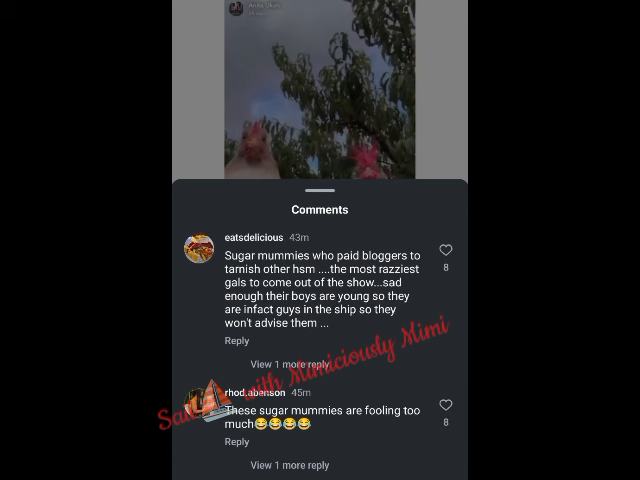 Comments
eatsdelicious 43m
Sugar mummies who paid bloggers to
tarnish other hsm ....the most razziest
gals to come out of the show...sad
enough their boys are young so they
are infact guys in the ship so they
won't advise them ...
8
Reply
View 1 more reply
with Mimiciously Mimi
rhod.abenson 45m
These sugar mummies are fooling too
much😂😂😂😂
8
Reply
View 1 more reply